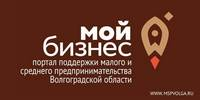 МОЙ
бизнес
портал поддержки малого и
среднего предпринимательства
Волгоградской области
WWW.MSPVOLGA.RU